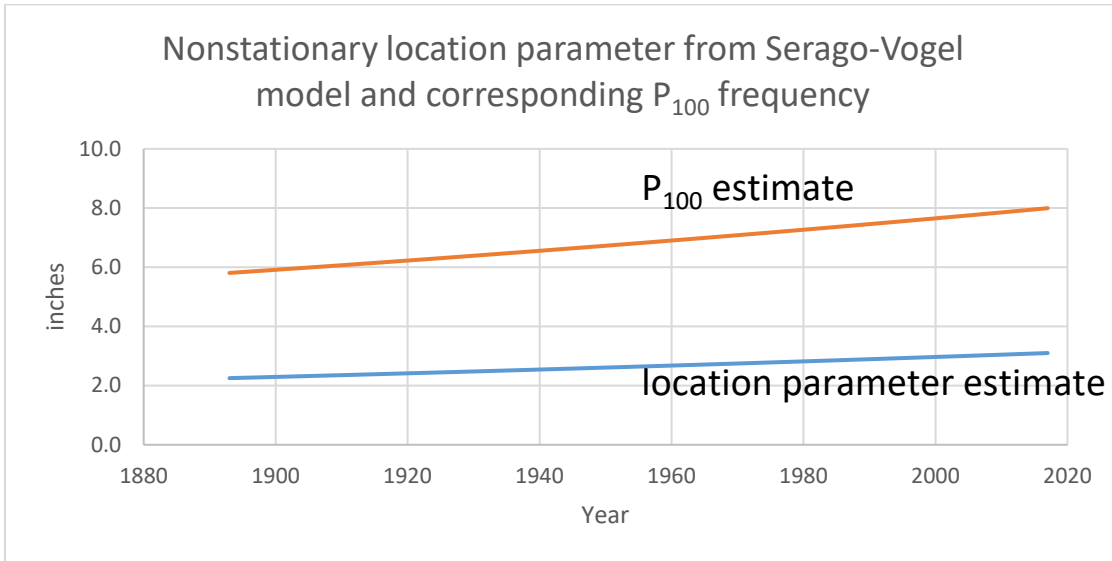 Nonstationary location parameter from Serago-Vogel
model and corresponding P₁₀₀ frequency
10.0
8.0
6.0
4.0
2.0
0.0
inches
P₁₀₀ estimate
location parameter estimate
1880 1900 1920 1940 1960 1980 2000 2020
Year